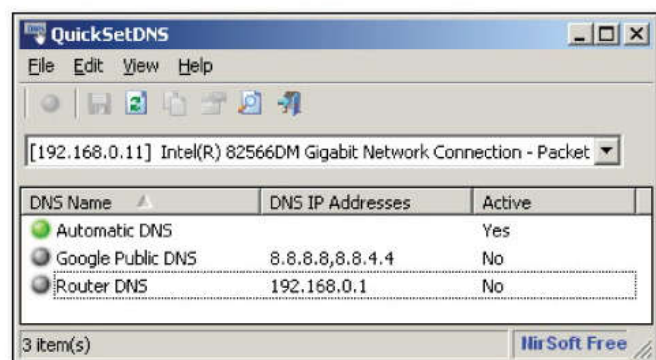 QuickSetDNS
File Edit View Help
[192.168.0.11] Intel(R) 82566DM Gigabit Network Connection - Packet
DNS Name DNS IP Addresses Active
Automatic DNS Yes
Google Public DNS 8.8.8.8,8.8.4.4 No
Router DNS 192.168.0.1 No
3 item(s) NirSoft Free